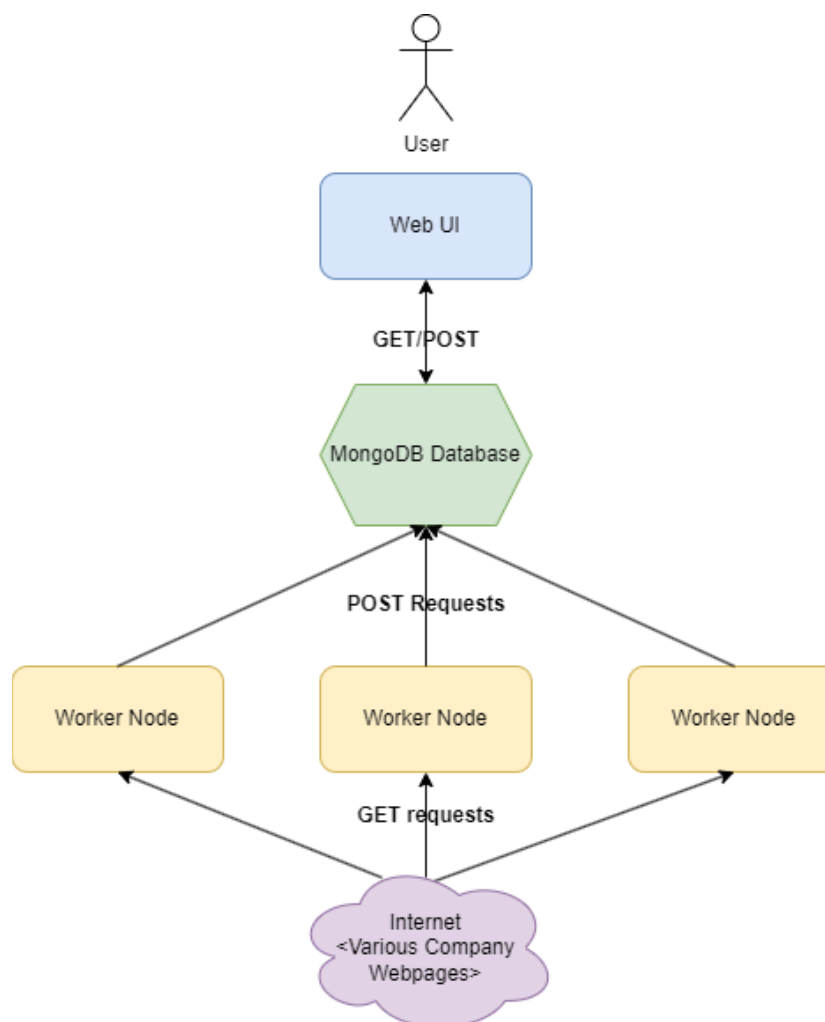 User
Web UI
GET/POST
MongoDB Database
POST Requests
Worker Node
Worker Node
Worker Node
GET requests
Internet
<Various Company
Webpages>